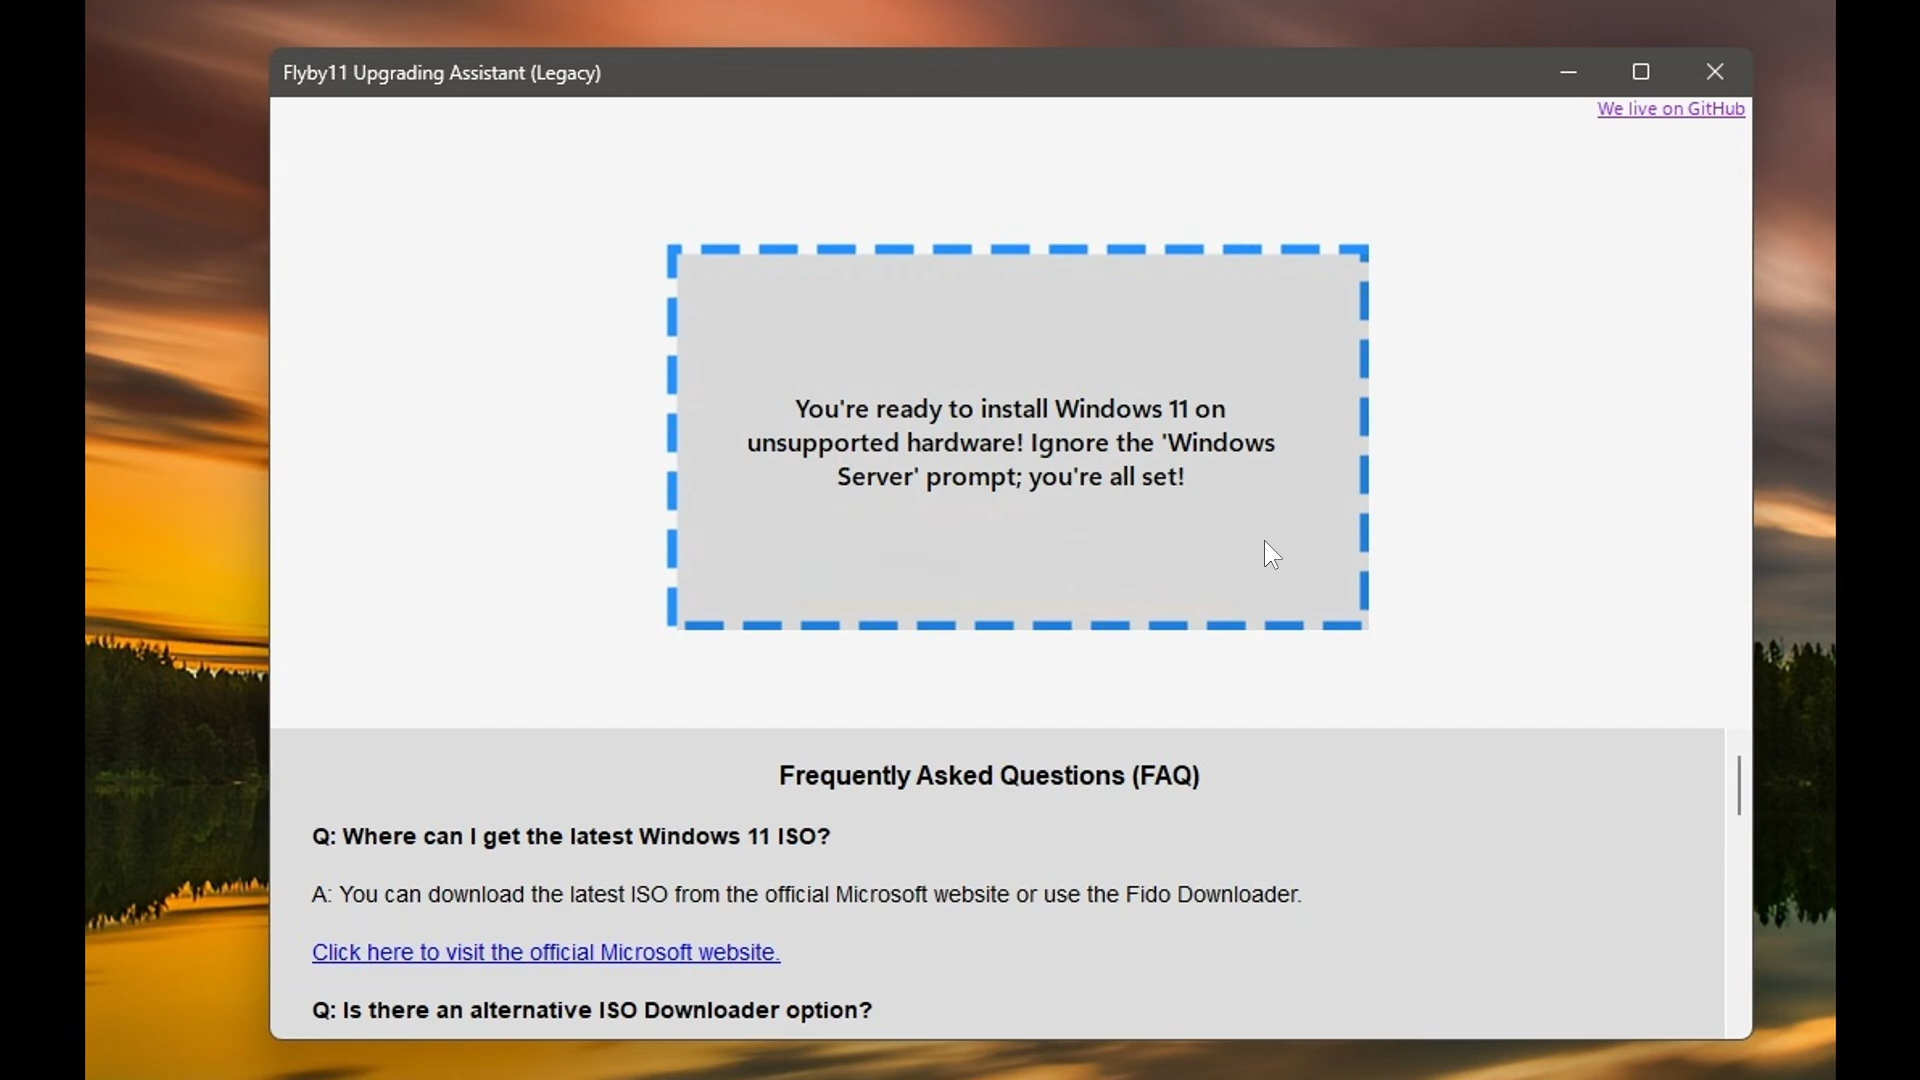 Flyby11 Upgrading Assistant (Legacy)
We live on GitHub
You're ready to install Windows 11 on
unsupported hardware! Ignore the 'Windows
Server' prompt; you're all set!
Frequently Asked Questions (FAQ)
Q: Where can I get the latest Windows 11 ISO?
A: You can download the latest ISO from the official Microsoft website or use the Fido Downloader.
Click here to visit the official Microsoft website.
Q: Is there an alternative ISO Downloader option?